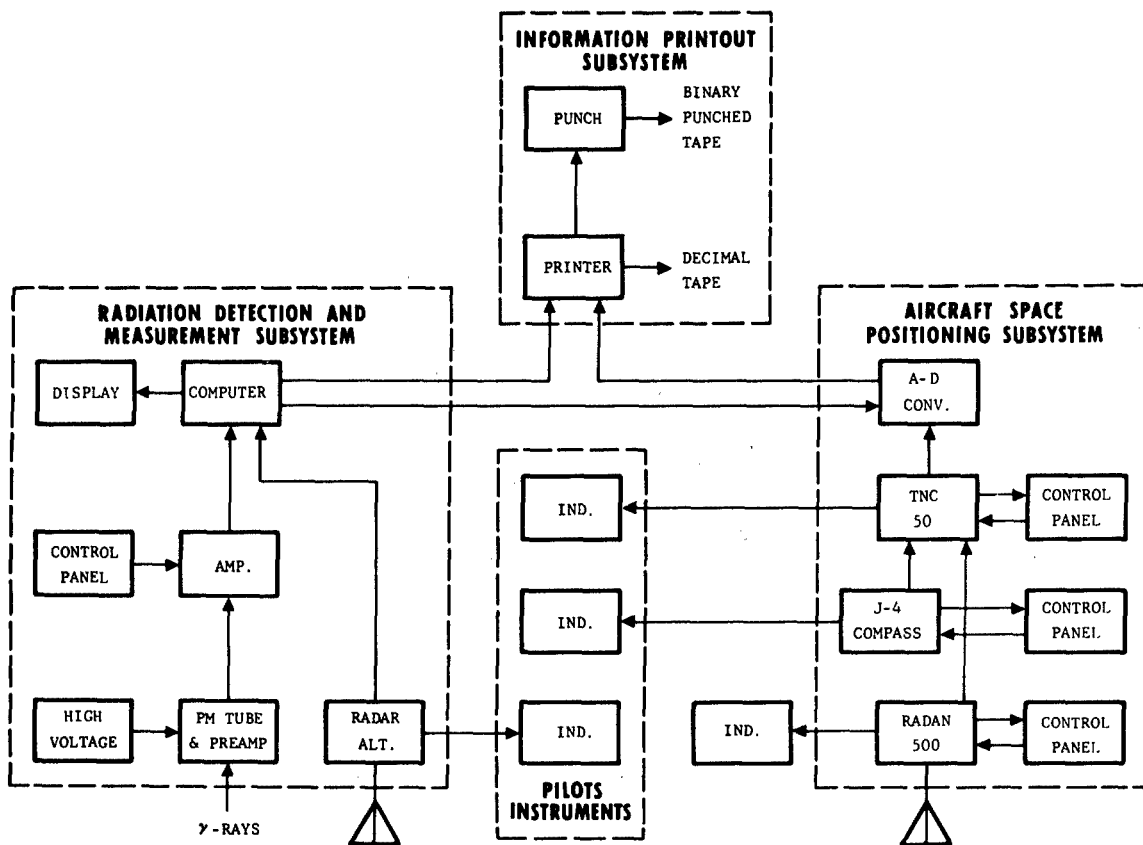 INFORMATION PRINTOUT
SUBSYSTEM
PUNCH
BINARY
PUNCHED
TAPE
PRINTER
DECIMAL
TAPE
RADIATION DETECTION AND
MEASUREMENT SUBSYSTEM
DISPLAY
COMPUTER
CONTROL
PANEL
AMP.
HIGH
VOLTAGE
PM TUBE
& PREAMP
RADAR
ALT.
γ-RAYS
IND.
IND.
IND.
PILOTS
INSTRUMENTS
AIRCRAFT SPACE
POSITIONING SUBSYSTEM
A-D
CONV.
TNC
50
CONTROL
PANEL
J-4
COMPASS
CONTROL
PANEL
IND.
RADAN
500
CONTROL
PANEL